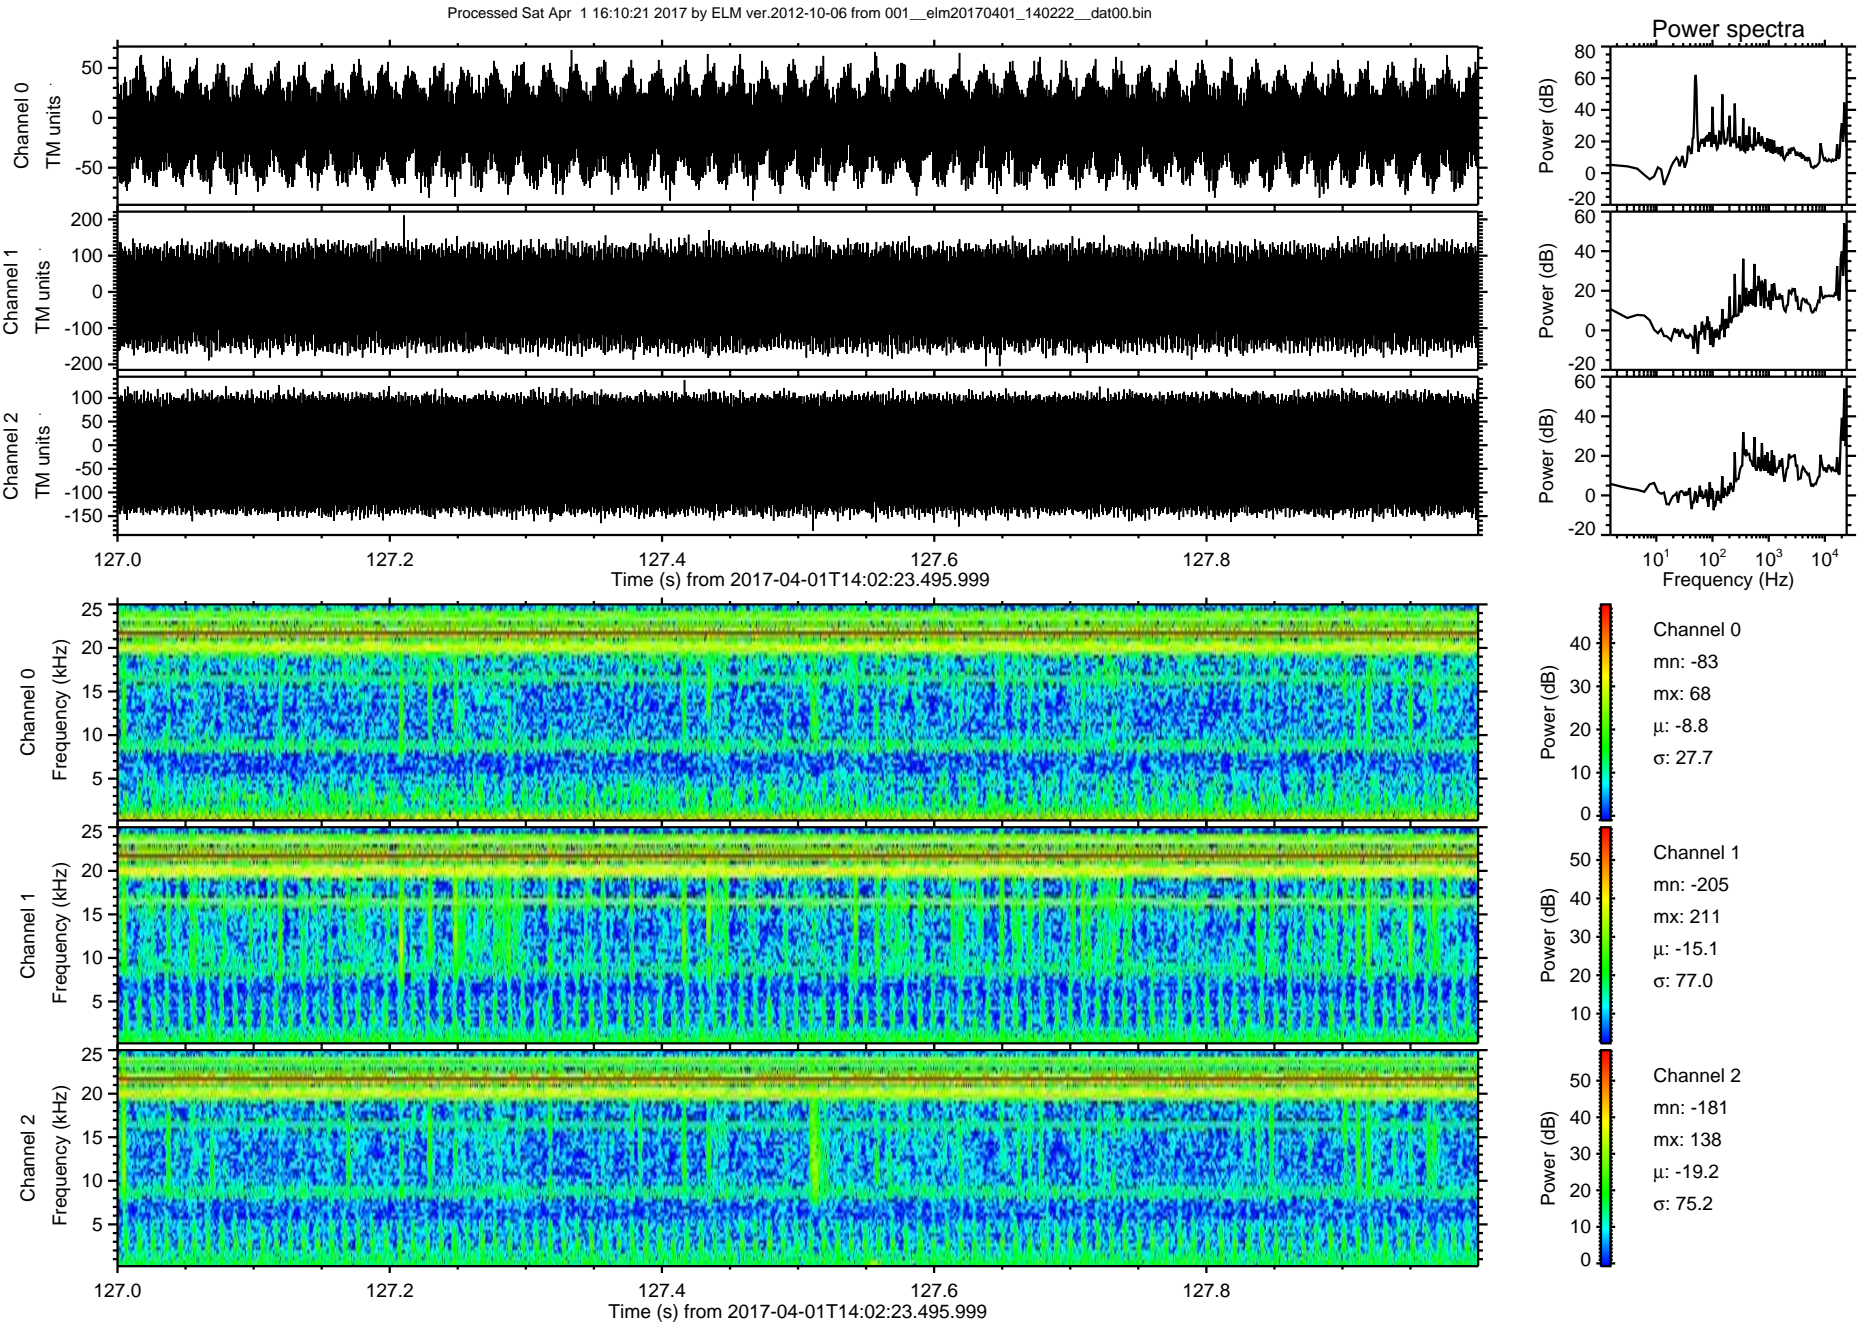 Processed Sat Apr  1 16:10:21 2017 by ELM ver.2012-10-06 from 001__elm20170401_140222__dat00.bin
Power spectra
Channel 0
TM units
50
0
-50
Power (dB)
80
60
40
20
0
-20
Channel 1
TM units
200
100
0
-100
-200
Power (dB)
60
40
20
0
-20
Channel 2
TM units
100
50
0
-50
-100
-150
Power (dB)
60
40
20
0
-20
127.0
127.2
127.4
127.6
127.8
Time (s) from 2017-04-01T14:02:23.495.999
10^1
10^2
10^3
10^4
Frequency (Hz)
Channel 0
Frequency (kHz)
25
20
15
10
5
Power (dB)
40
30
20
10
0
Channel 0
mn: -83
mx: 68
μ: -8.8
σ: 27.7
Channel 1
Frequency (kHz)
25
20
15
10
5
Power (dB)
50
40
30
20
10
Channel 1
mn: -205
mx: 211
μ: -15.1
σ: 77.0
Channel 2
Frequency (kHz)
25
20
15
10
5
Power (dB)
50
40
30
20
10
0
Channel 2
mn: -181
mx: 138
μ: -19.2
σ: 75.2
127.0
127.2
127.4
127.6
127.8
Time (s) from 2017-04-01T14:02:23.495.999